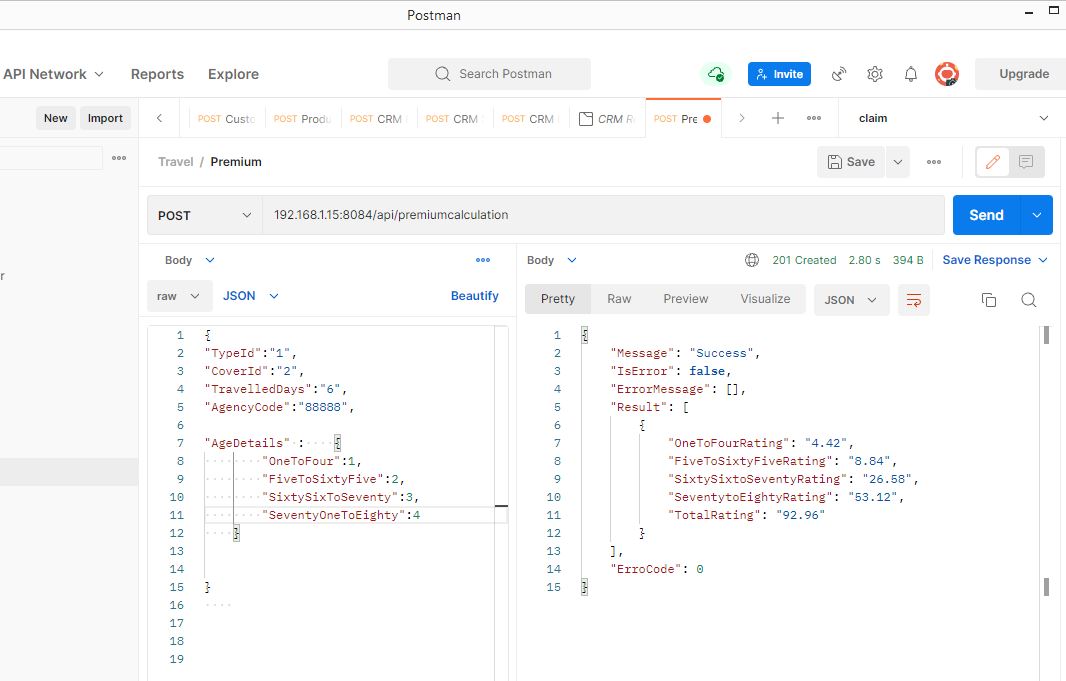 Postman
API Network Reports Explore Search Postman Invite Upgrade
New Import POST Custo POST Produ POST CRM POST CRM POST CRM CRM R POST Pre claim
Travel / Premium Save
POST 192.168.1.15:8084/api/premiumcalculation Send
Body Body 201 Created 2.80 s 394 B Save Response
r
raw JSON Beautify Pretty Raw Preview Visualize JSON
1 {
2 "TypeId":"1",
3 "CoverId":"2",
4 "TravelledDays":"6",
5 "AgencyCode":"88888",
6
7 "AgeDetails" : {
8 "OneToFour":1,
9 "FiveToSixtyFive":2,
10 "SixtySixToSeventy":3,
11 "SeventyOneToEighty":4
12 }
13
14
15 }
16
17
18
19
1 {
2 "Message": "Success",
3 "IsError": false,
4 "ErrorMessage": [],
5 "Result": [
6 {
7 "OneToFourRating": "4.42",
8 "FiveToSixtyFiveRating": "8.84",
9 "SixtySixtoSeventyRating": "26.58",
10 "SeventytoEightyRating": "53.12",
11 "TotalRating": "92.96"
12 }
13 ],
14 "ErroCode": 0
15 }